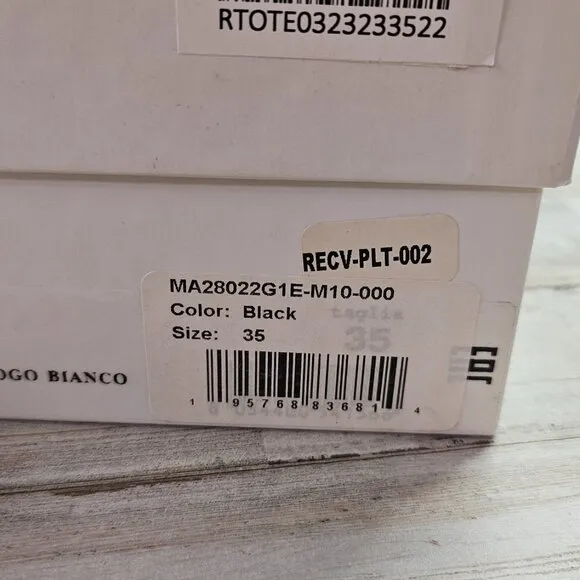 RTOTE0323233522
RECV-PLT-002
MA28022G1E-M10-000
Color: Black
taglia
Size: 35
35
OGO BIANCO
1 95768 83681 4